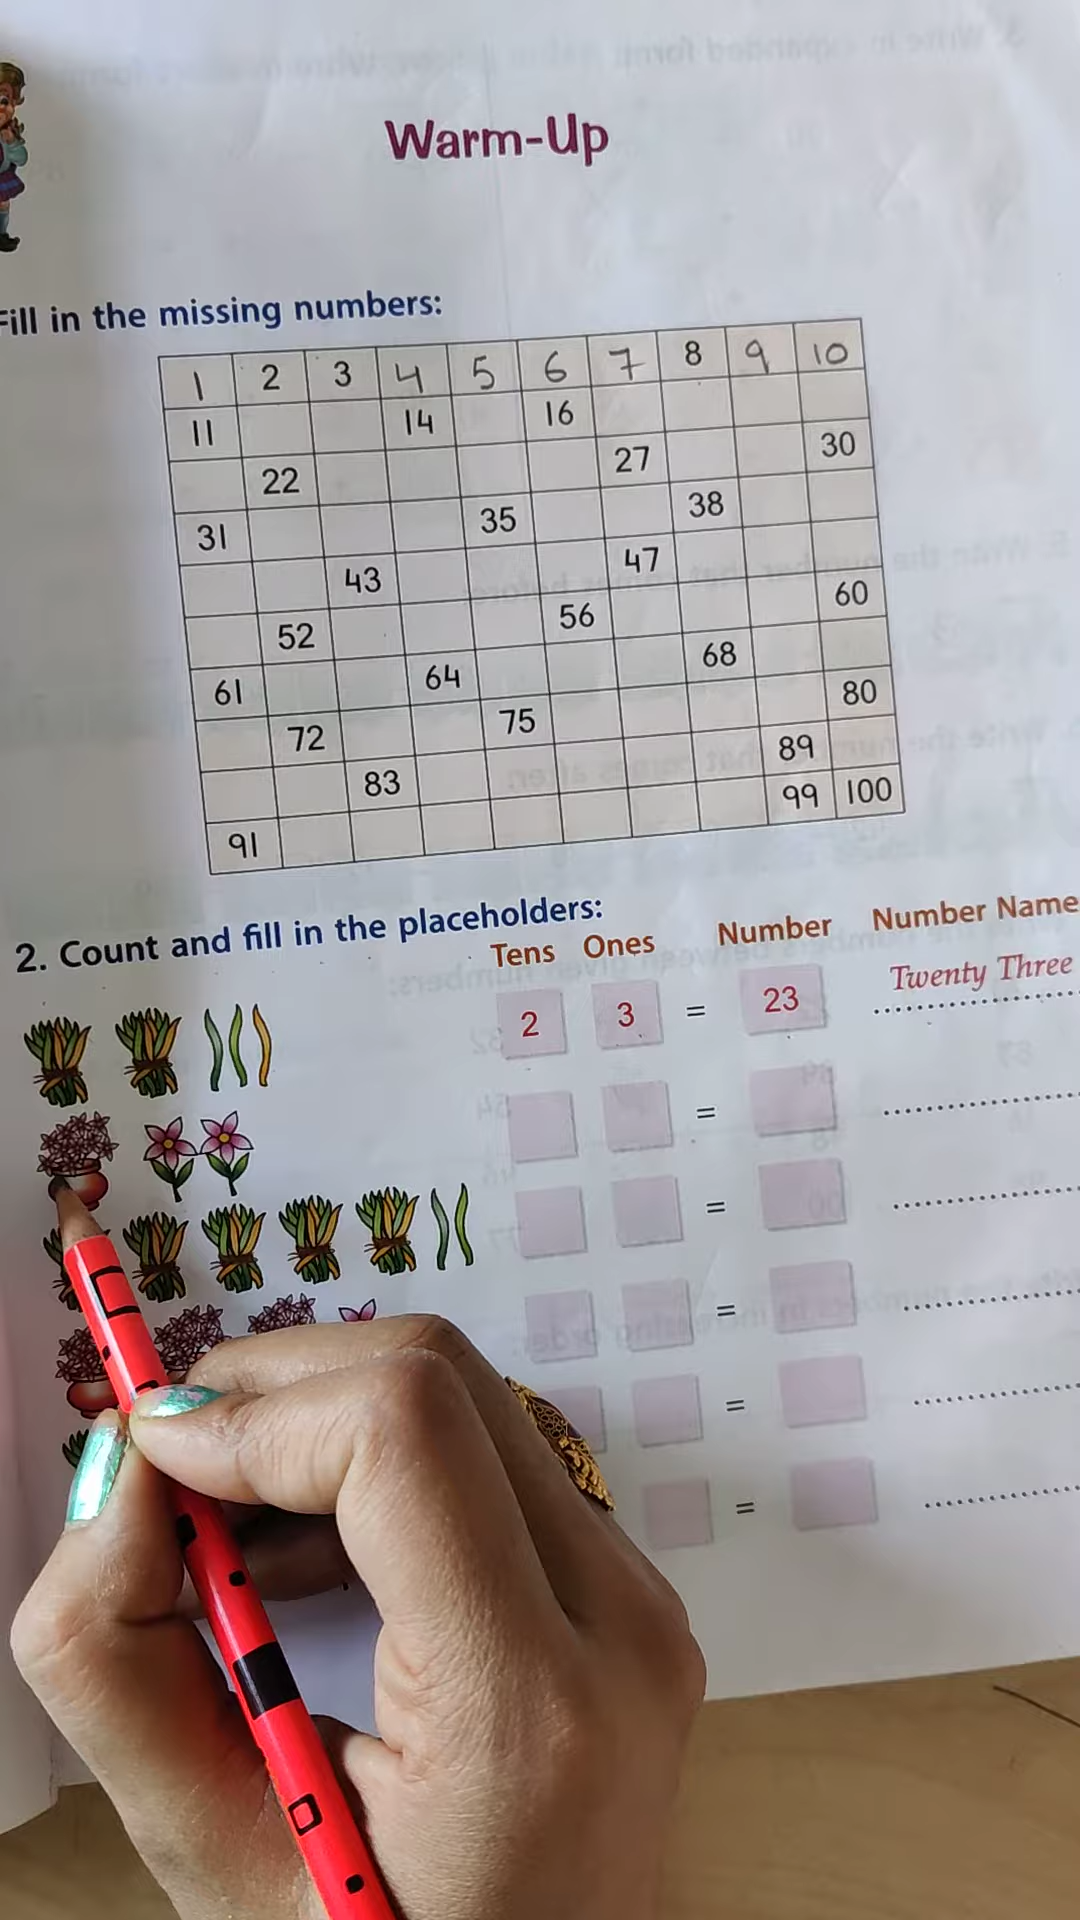 Warm-Up
Fill in the missing numbers:
1 2 3 4 5 6 7 8 9 10
11 14 16
22 27 30
31 35 38
43 47
52 56 60
61 64 68
72 75 80
83 89
91 99 100
2. Count and fill in the placeholders:
Tens Ones Number Number Name
2 3 = 23 Twenty Three
=
=
=
=
=